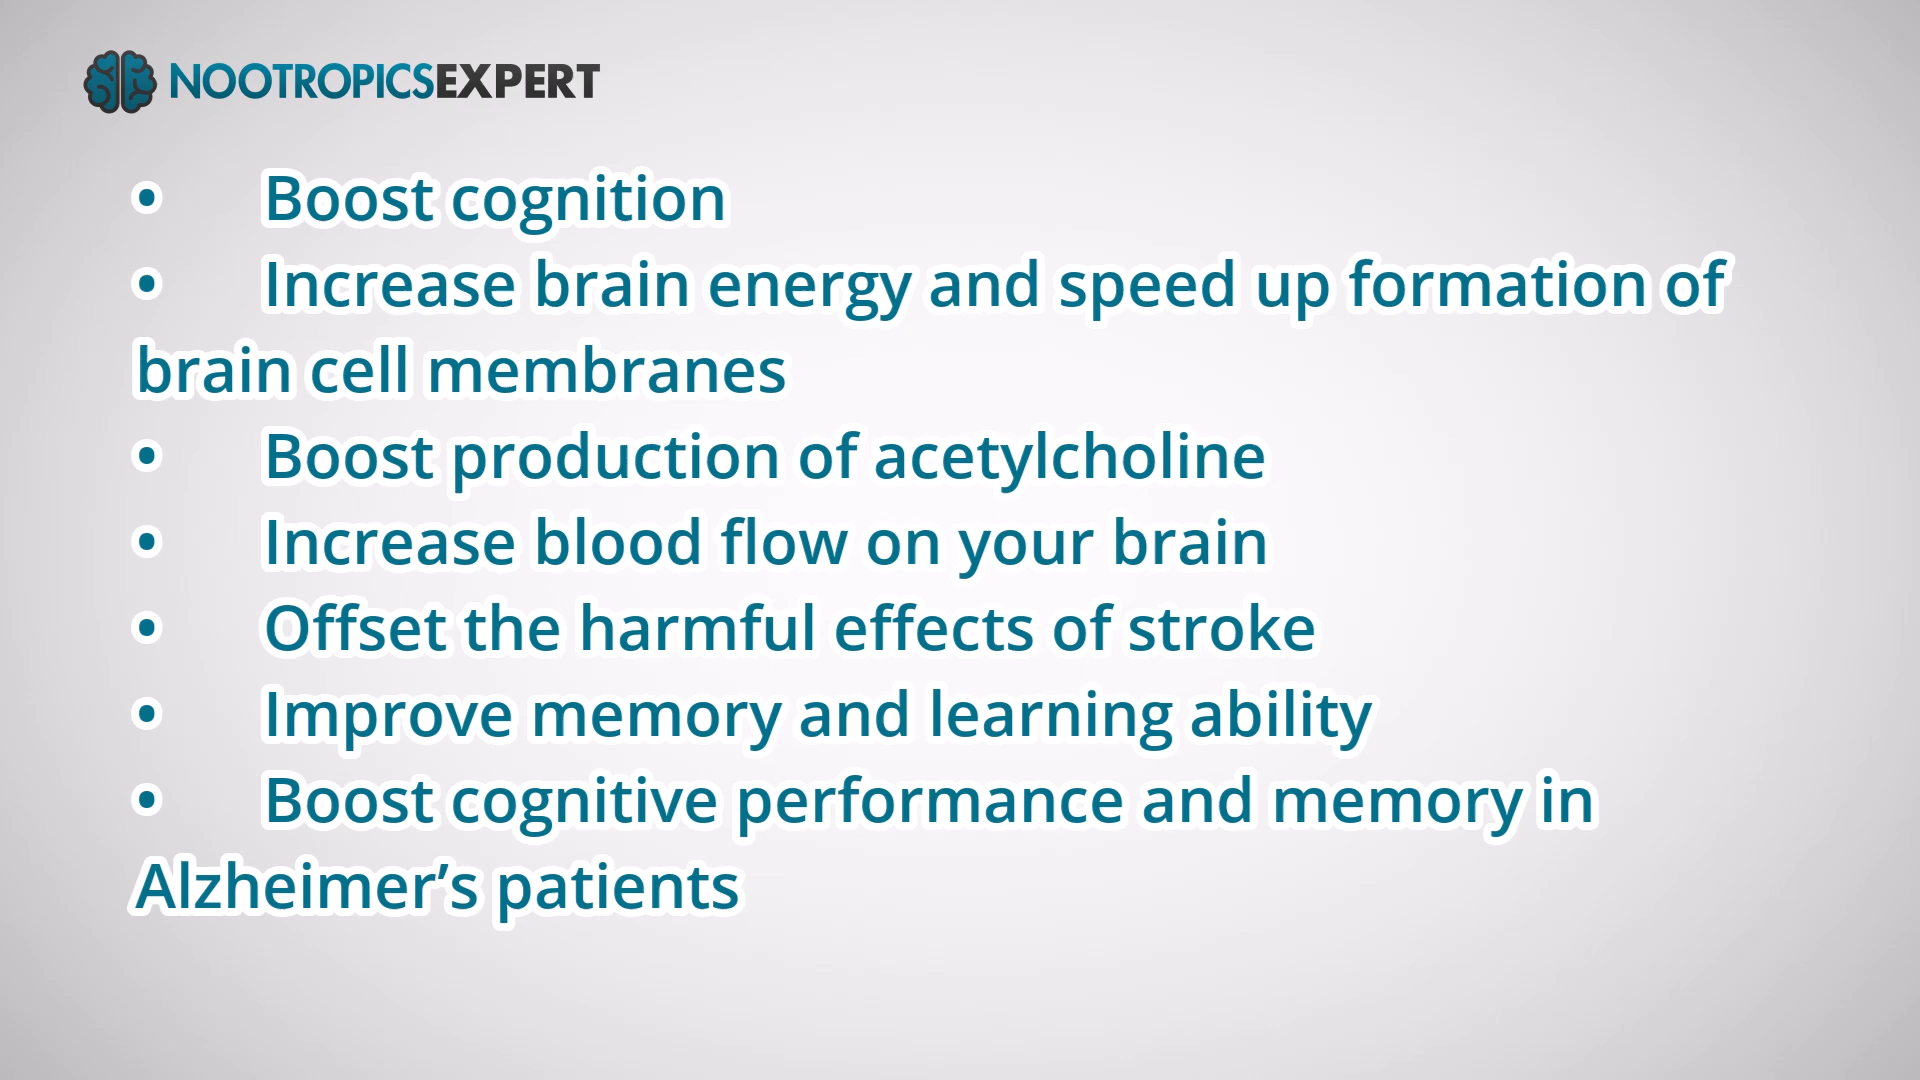 NOOTROPICSEXPERT
• Boost cognition
• Increase brain energy and speed up formation of
brain cell membranes
• Boost production of acetylcholine
• Increase blood flow on your brain
• Offset the harmful effects of stroke
• Improve memory and learning ability
• Boost cognitive performance and memory in
Alzheimer’s patients